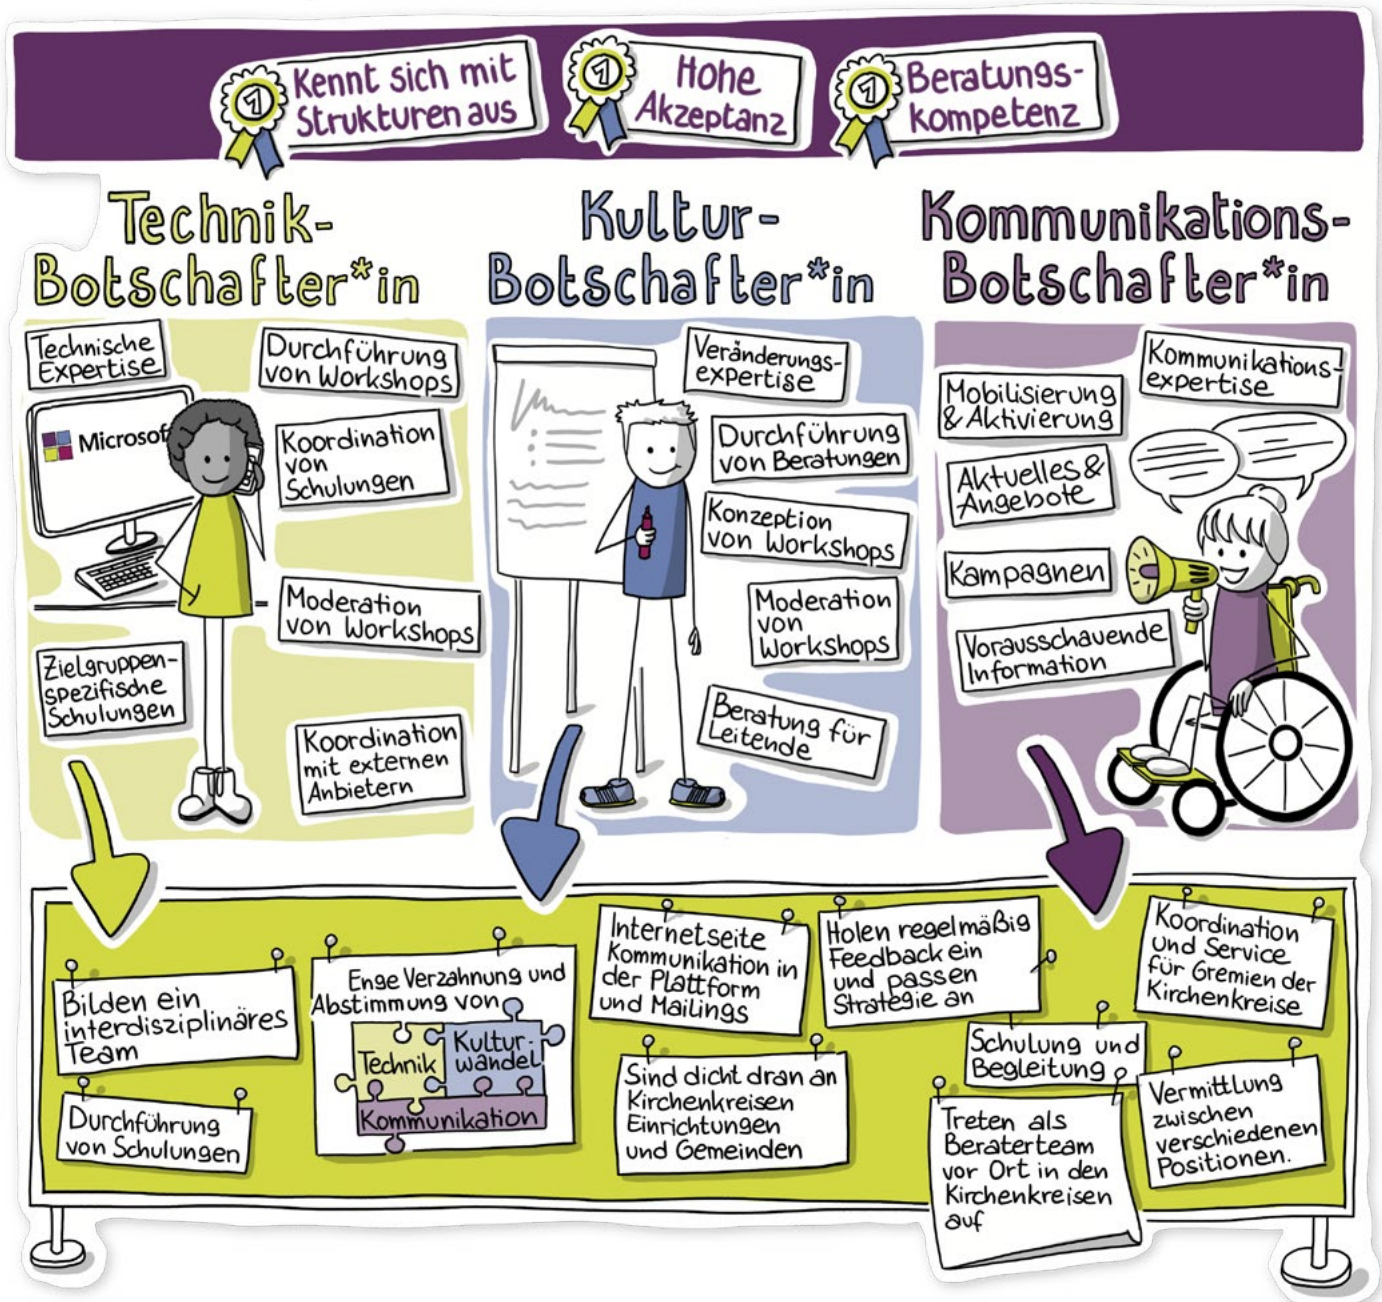 Kennt sich mit
Strukturen aus
Hohe
Akzeptanz
Beratungs-
kompetenz
Technik-
Botschafter*in
Technische
Expertise
Durchführung
von Workshops
Microsof
Koordination
von
Schulungen
Moderation
von Workshops
Zielgruppen-
spezifische
Schulungen
Koordination
mit externen
Anbietern
Kultur-
Botschafter*in
Veränderungs-
expertise
Durchführung
von Beratungen
Konzeption
von Workshops
Moderation
von
Workshops
Beratung für
Leitende
Kommunikations-
Botschafter*in
Kommunikations-
expertise
Mobilisierung
& Aktivierung
Aktuelles &
Angebote
Kampagnen
Vorausschauende
Information
Bilden ein
interdisziplinäres
Team
Durchführung
von Schulungen
Enge Verzahnung und
Abstimmung von
Technik
Kultur-
wandel
Kommunikation
Internetseite
Kommunikation in
der Plattform
und Mailings
Sind dicht dran an
Kirchenkreisen
Einrichtungen
und Gemeinden
Holen regelmäßig
Feedback ein
und passen
Strategie an
Schulung und
Begleitung
Treten als
Beraterteam
vor Ort in den
Kirchenkreisen
auf
Koordination
und Service
für Gremien der
Kirchenkreise
Vermittlung
zwischen
verschiedenen
Positionen.